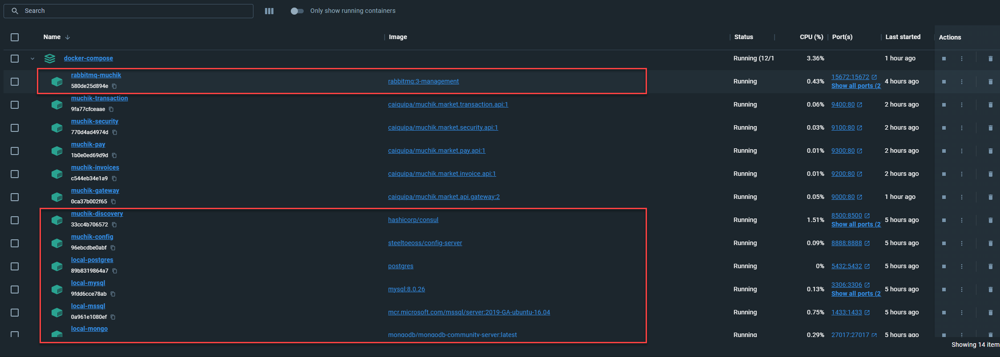 Search
Only show running containers
Name Image Status CPU (%) Port(s) Last started Actions
docker-compose Running (12/1 3.36% 1 hour ago
rabbitmq-muchik
580de25d894e rabbitmq:3-management Running 0.43% 15672:15672 4 hours ago
Show all ports (2
muchik-transaction
9fa77cfceaae caiquipa/muchik.market.transaction.api:1 Running 0.06% 9400:80 2 hours ago
muchik-security
770d4ad4974d caiquipa/muchik.market.security.api:1 Running 0.03% 9100:80 2 hours ago
muchik-pay
1b0e0ed69d9d caiquipa/muchik.market.pay.api:1 Running 0.01% 9300:80 2 hours ago
muchik-invoices
c544eb34e1a9 caiquipa/muchik.market.invoice.api:1 Running 0.01% 9200:80 2 hours ago
muchik-gateway
0ca37b002f65 caiquipa/muchik.market.api.gateway:2 Running 0.05% 9000:80 1 hour ago
muchik-discovery
33cc4b706572 hashicorp/consul Running 1.51% 8500:8500 5 hours ago
Show all ports (2
muchik-config
96ebcdbe0abf steeltoeoss/config-server Running 0.09% 8888:8888 5 hours ago
local-postgres
89b8319864a7 postgres Running 0% 5432:5432 5 hours ago
local-mysql
9fdd6cce78ab mysql:8.0.26 Running 0.13% 3306:3306 5 hours ago
Show all ports (2
local-mssql
0a961e1080ef mcr.microsoft.com/mssql/server:2019-GA-ubuntu-16.04 Running 0.75% 1433:1433 5 hours ago
local-mongo
mongodb/mongodb-community-server:latest Running 0.29% 27017:27017 5 hours ago
Showing 14 item